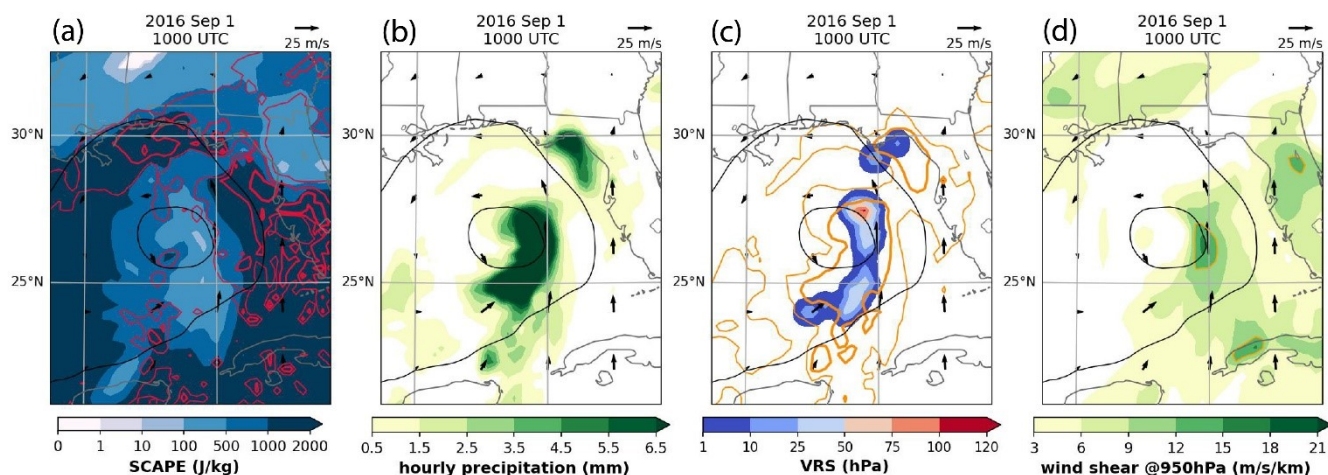 (a)
2016 Sep 1
1000 UTC
25 m/s
30°N
25°N
0 1 10 100 500 1000 2000
SCAPE (J/kg)
(b)
2016 Sep 1
1000 UTC
25 m/s
30°N
25°N
0.5 1.5 2.5 3.5 4.5 5.5 6.5
hourly precipitation (mm)
(c)
2016 Sep 1
1000 UTC
25 m/s
30°N
25°N
1 10 25 50 75 100 120
VRS (hPa)
(d)
2016 Sep 1
1000 UTC
25 m/s
30°N
25°N
3 6 9 12 15 18 21
wind shear @950hPa (m/s/km)